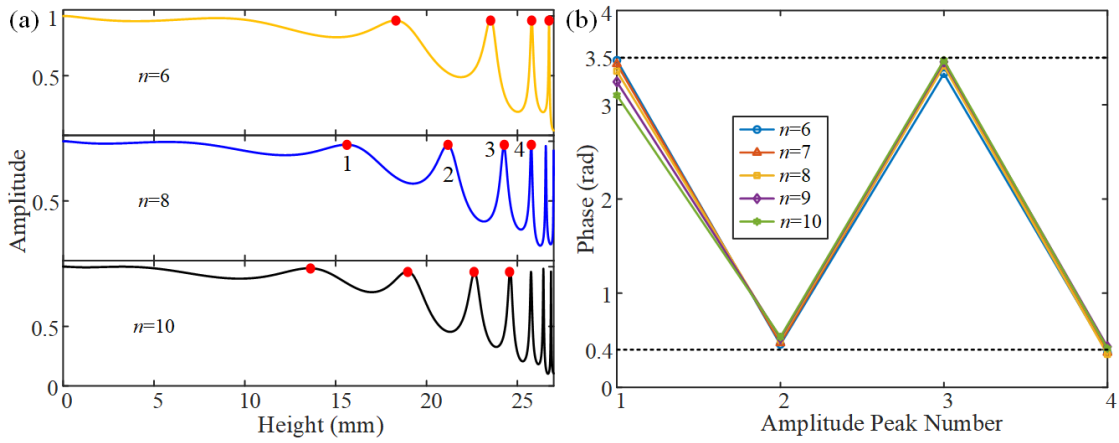 (a)
1
0.5
n=6
Amplitude
0.5
n=8
1
2
3
4
0.5
n=10
0
0
5
10
15
20
25
Height (mm)
(b)
4
3.5
3
2
1
0.4
0
Phase (rad)
n=6
n=7
n=8
n=9
n=10
1
2
3
4
Amplitude Peak Number